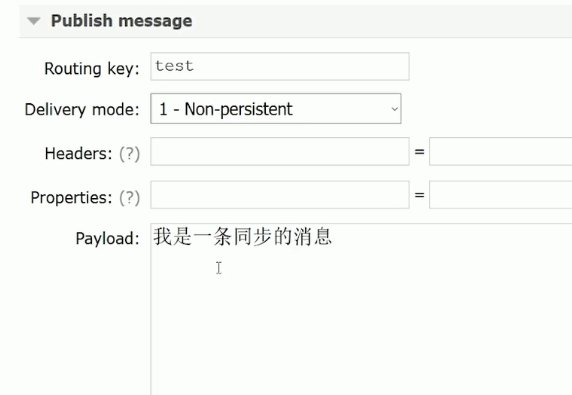 Publish message
Routing key: test
Delivery mode: 1 - Non-persistent
Headers: (?) =
Properties: (?) =
Payload: 我是一条同步的消息